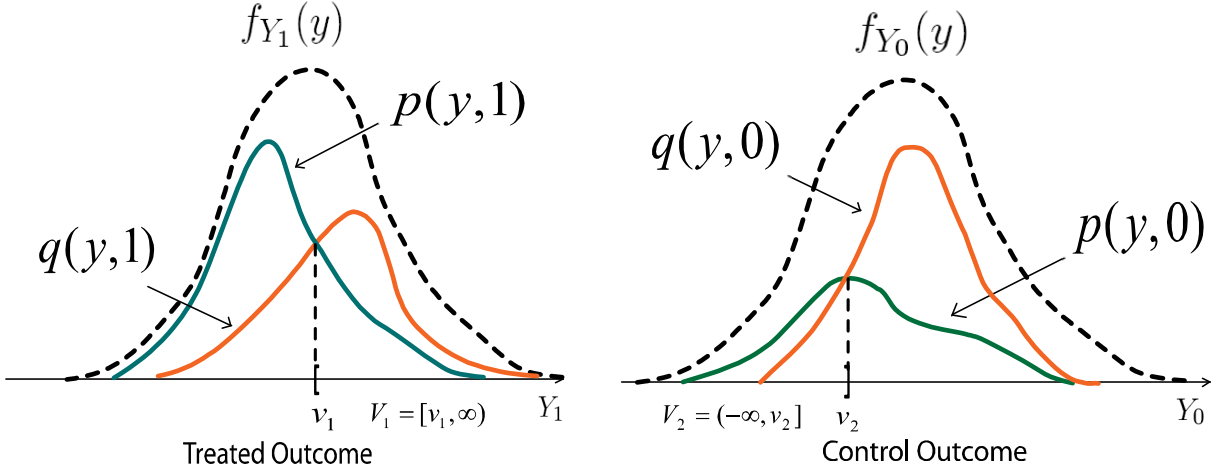 f_{Y_1}(y)
p(y,1)
q(y,1)
v_1
V_1 = [v_1, ∞)
Y_1
Treated Outcome
f_{Y_0}(y)
q(y,0)
p(y,0)
V_2 = (-∞, v_2]
v_2
Y_0
Control Outcome